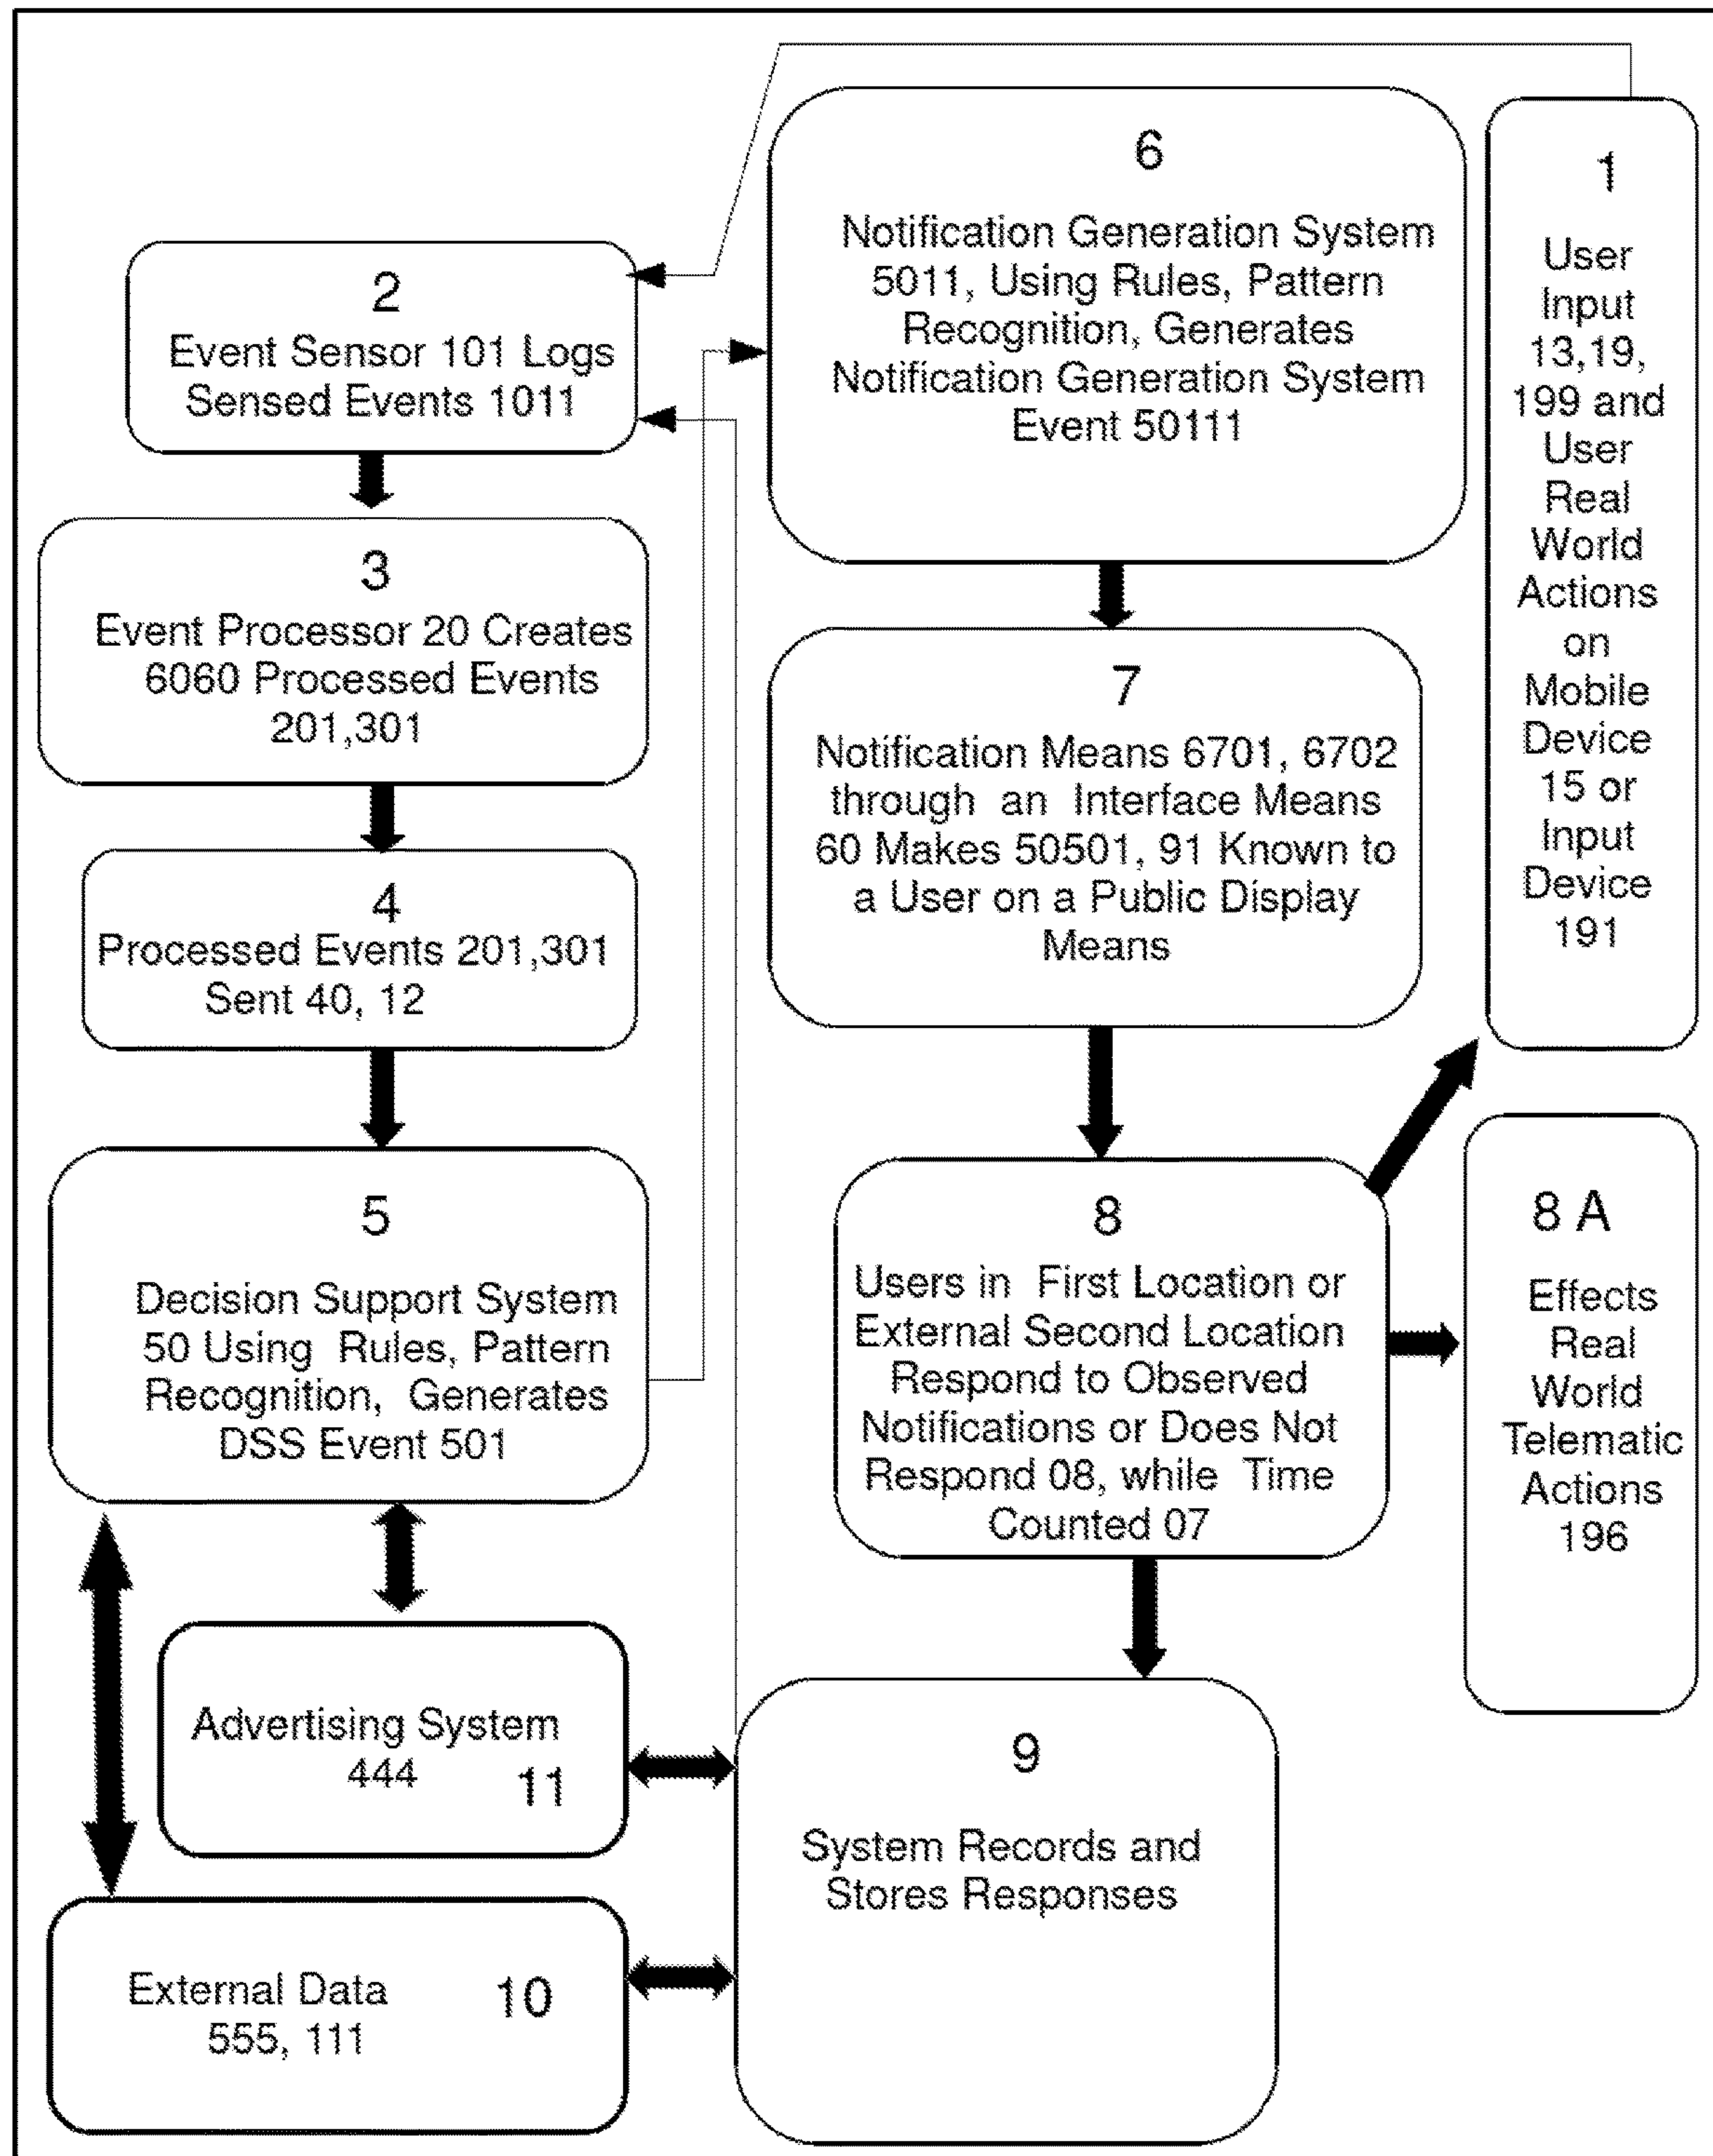 1
User
Input
13,19,
199 and
User
Real
World
Actions
on
Mobile
Device
15 or
Input
Device
191
2
Event Sensor 101 Logs
Sensed Events 1011
3
Event Processor 20 Creates
6060 Processed Events
201,301
4
Processed Events 201,301
Sent 40, 12
5
Decision Support System
50 Using Rules, Pattern
Recognition, Generates
DSS Event 501
6
Notification Generation System
5011, Using Rules, Pattern
Recognition, Generates
Notification Generation System
Event 50111
7
Notification Means 6701, 6702
through an Interface Means
60 Makes 50501, 91 Known to
a User on a Public Display
Means
8
Users in First Location or
External Second Location
Respond to Observed
Notifications or Does Not
Respond 08, while Time
Counted 07
8 A
Effects
Real
World
Telematic
Actions
196
9
System Records and
Stores Responses
External Data 10
555, 111
Advertising System
444 11